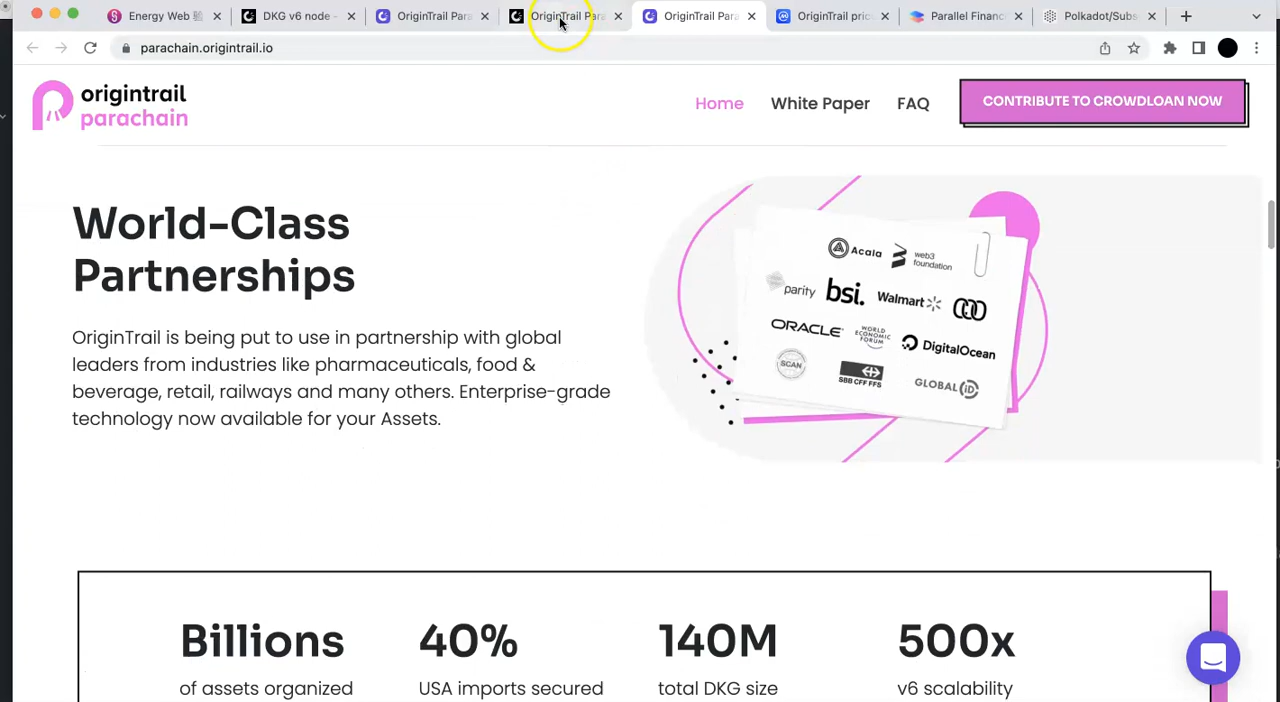 Energy Web
DKG v6 node -
OriginTrail Para
OriginTrail Para
OriginTrail Para
OriginTrail pric
Parallel Financ
Polkadot/Subs
parachain.origintrail.io
origintrail
parachain
Home
White Paper
FAQ
CONTRIBUTE TO CROWDLOAN NOW
World-Class
Partnerships
OriginTrail is being put to use in partnership with global
leaders from industries like pharmaceuticals, food &
beverage, retail, railways and many others. Enterprise-grade
technology now available for your Assets.
Acala
web3
foundation
parity
bsi.
Walmart
ORACLE
WORLD
ECONOMIC
FORUM
DigitalOcean
SCAN
SBB CFF FFS
GLOBAL iD
Billions
of assets organized
40%
USA imports secured
140M
total DKG size
500x
v6 scalability